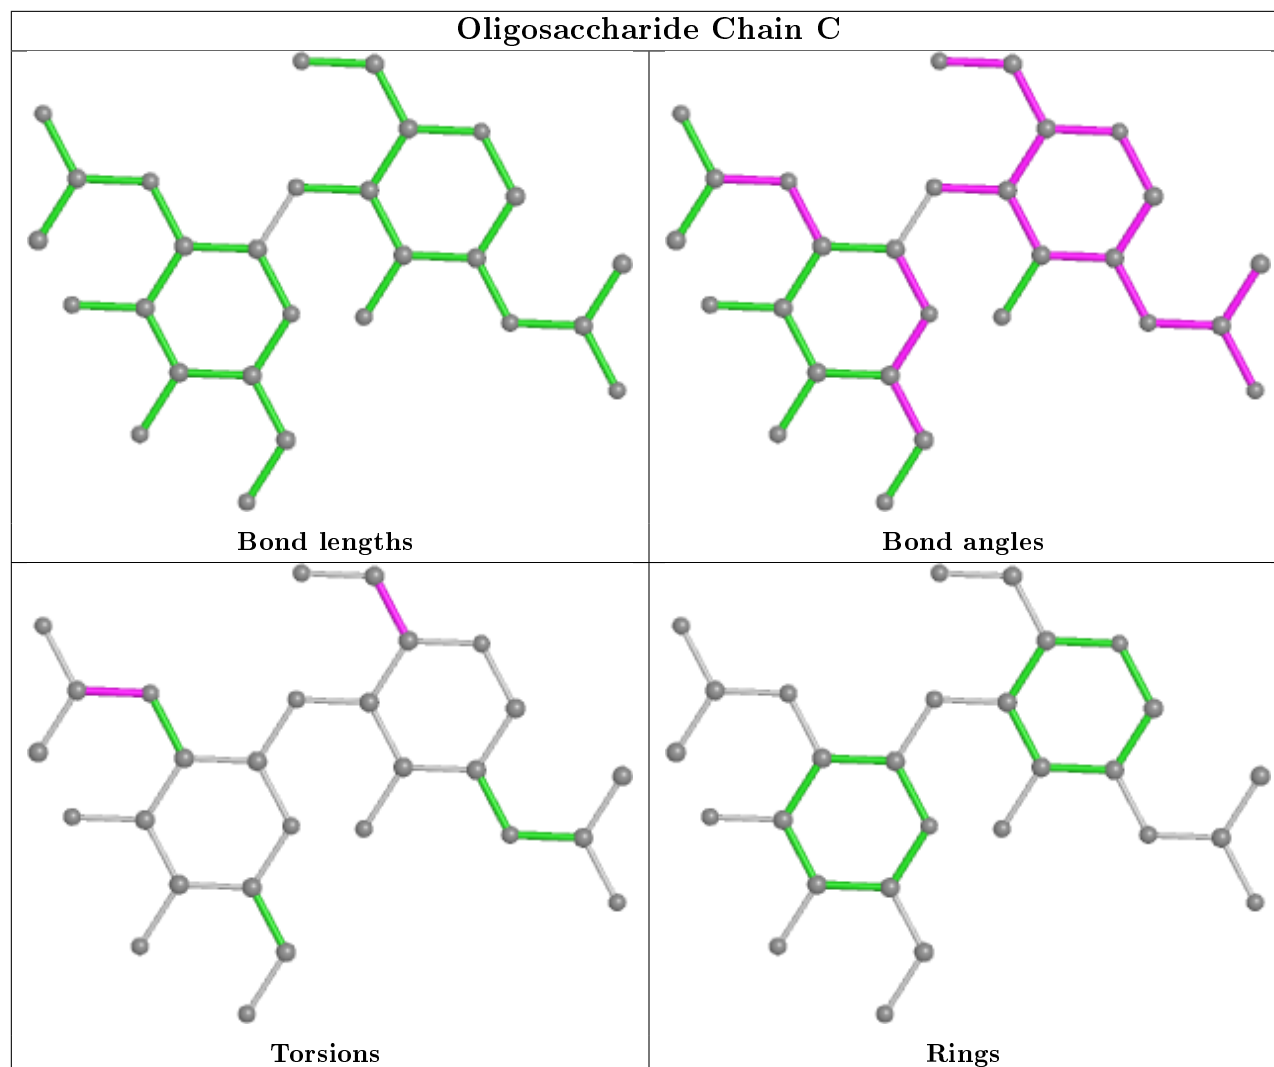 Oligosaccharide Chain C
Bond lengths
Bond angles
Torsions
Rings